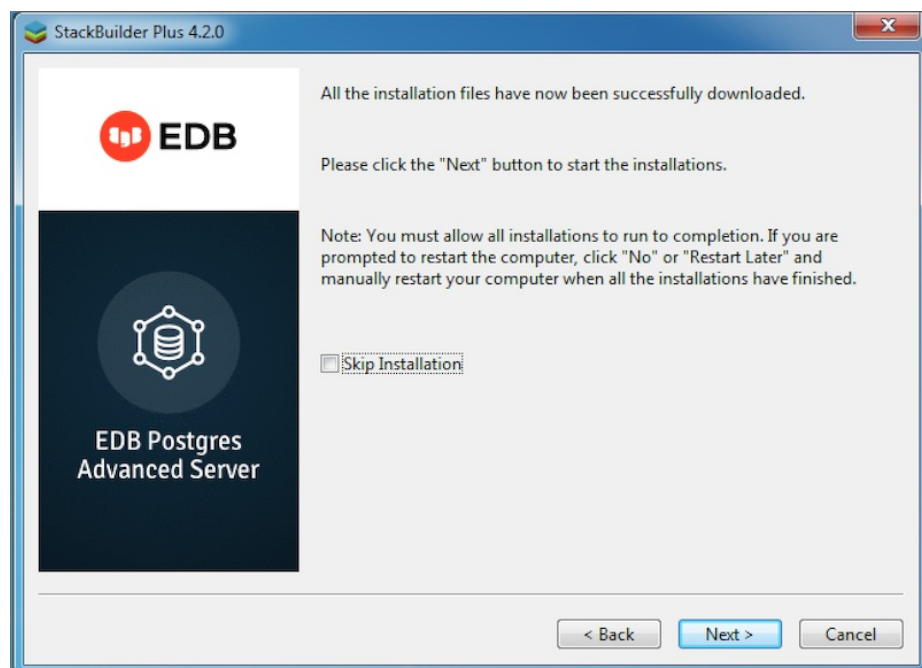 StackBuilder Plus 4.2.0
EDB
EDB Postgres
Advanced Server
All the installation files have now been successfully downloaded.
Please click the "Next" button to start the installations.
Note: You must allow all installations to run to completion. If you are
prompted to restart the computer, click "No" or "Restart Later" and
manually restart your computer when all the installations have finished.
Skip Installation
< Back
Next >
Cancel